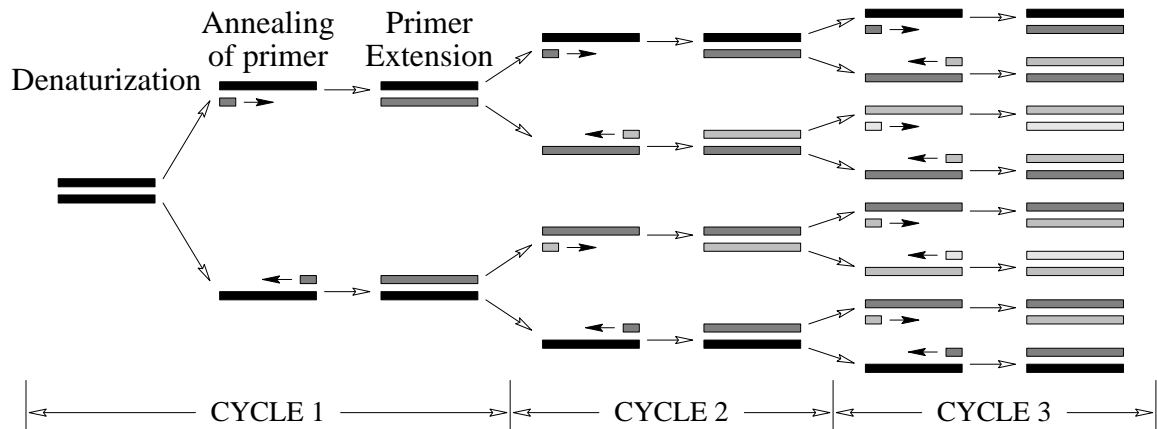 Denaturization
Annealing
of primer
Primer
Extension
CYCLE 1
CYCLE 2
CYCLE 3